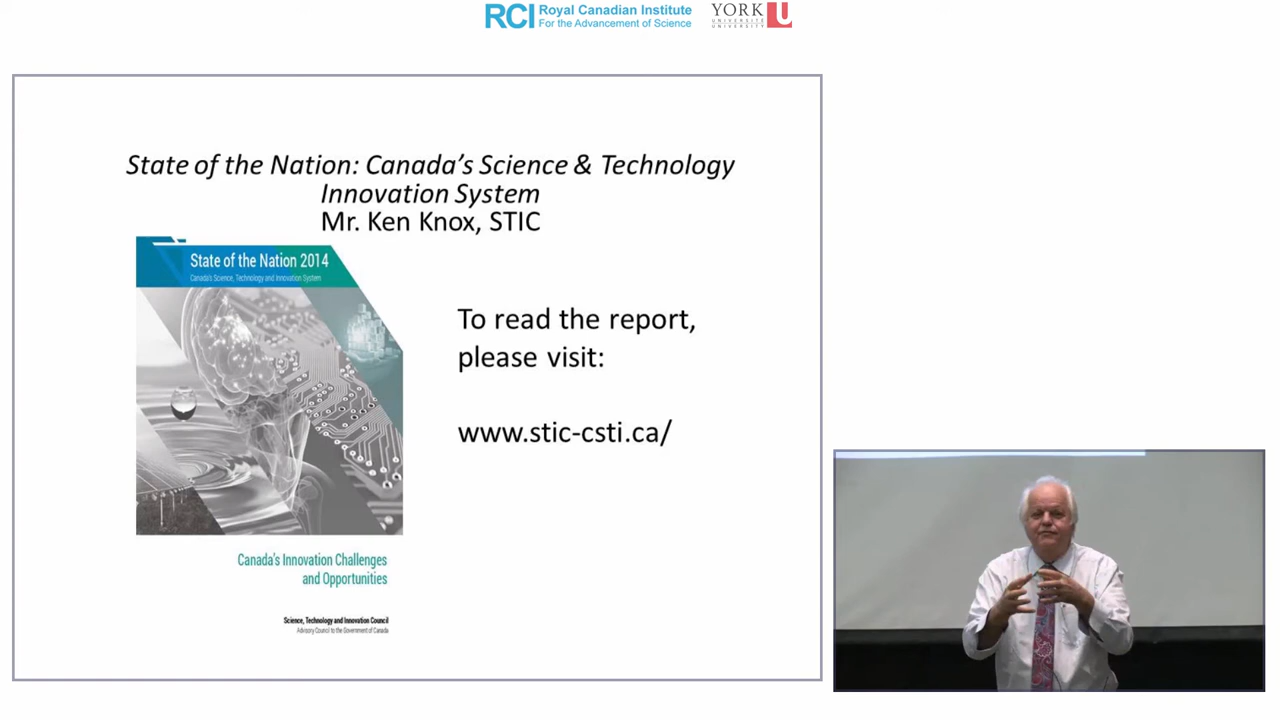 RCI Royal Canadian Institute
For the Advancement of Science
YORK U
UNIVERSITÉ
UNIVERSITY
State of the Nation: Canada's Science & Technology
Innovation System
Mr. Ken Knox, STIC
State of the Nation 2014
Canada's Science, Technology and Innovation System
To read the report,
please visit:
www.stic-csti.ca/
Canada's Innovation Challenges
and Opportunities
Science, Technology and Innovation Council
Advisory Council to the Government of Canada